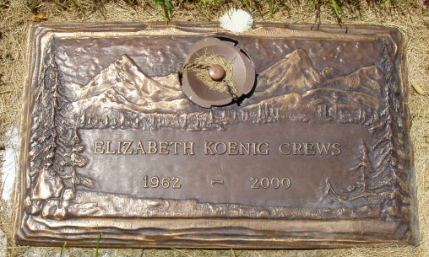 ELIZABETH KOENIG CREWS
1962 ~ 2000